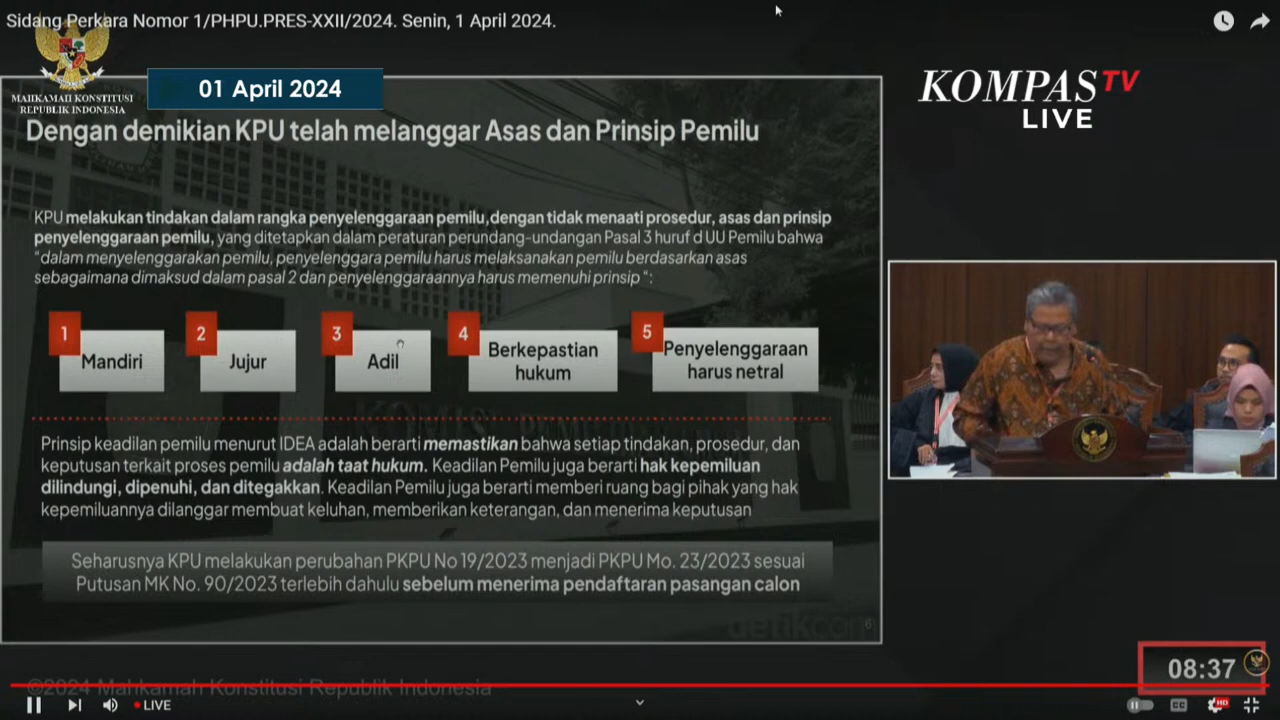 Sidang Perkara Nomor 1/PHPU.PRES-XXII/2024. Senin, 1 April 2024.
MAHKAMAH KONSTITUSI
REPUBLIK INDONESIA
01 April 2024
KOMPASTV
LIVE
Dengan demikian KPU telah melanggar Asas dan Prinsip Pemilu
KPU melakukan tindakan dalam rangka penyelenggaraan pemilu,dengan tidak menaati prosedur, asas dan prinsip
penyelenggaraan pemilu, yang ditetapkan dalam peraturan perundang-undangan Pasal 3 huruf d UU Pemilu bahwa
“dalam menyelenggarakan pemilu, penyelenggara pemilu harus melaksanakan pemilu berdasarkan asas
sebagaimana dimaksud dalam pasal 2 dan penyelenggaraannya harus memenuhi prinsip “:
1
Mandiri
2
Jujur
3
Adil
4
Berkepastian
hukum
5
Penyelenggaraan
harus netral
Prinsip keadilan pemilu menurut IDEA adalah berarti memastikan bahwa setiap tindakan, prosedur, dan
keputusan terkait proses pemilu adalah taat hukum. Keadilan Pemilu juga berarti hak kepemiluan
dilindungi, dipenuhi, dan ditegakkan. Keadilan Pemilu juga berarti memberi ruang bagi pihak yang hak
kepemiluannya dilanggar membuat keluhan, memberikan keterangan, dan menerima keputusan
Seharusnya KPU melakukan perubahan PKPU No 19/2023 menjadi PKPU Mo. 23/2023 sesuai
Putusan MK No. 90/2023 terlebih dahulu sebelum menerima pendaftaran pasangan calon
detikcom
6
08:37
©2024 Mahkamah Konstitusi Republik Indonesia
LIVE
CC
HD